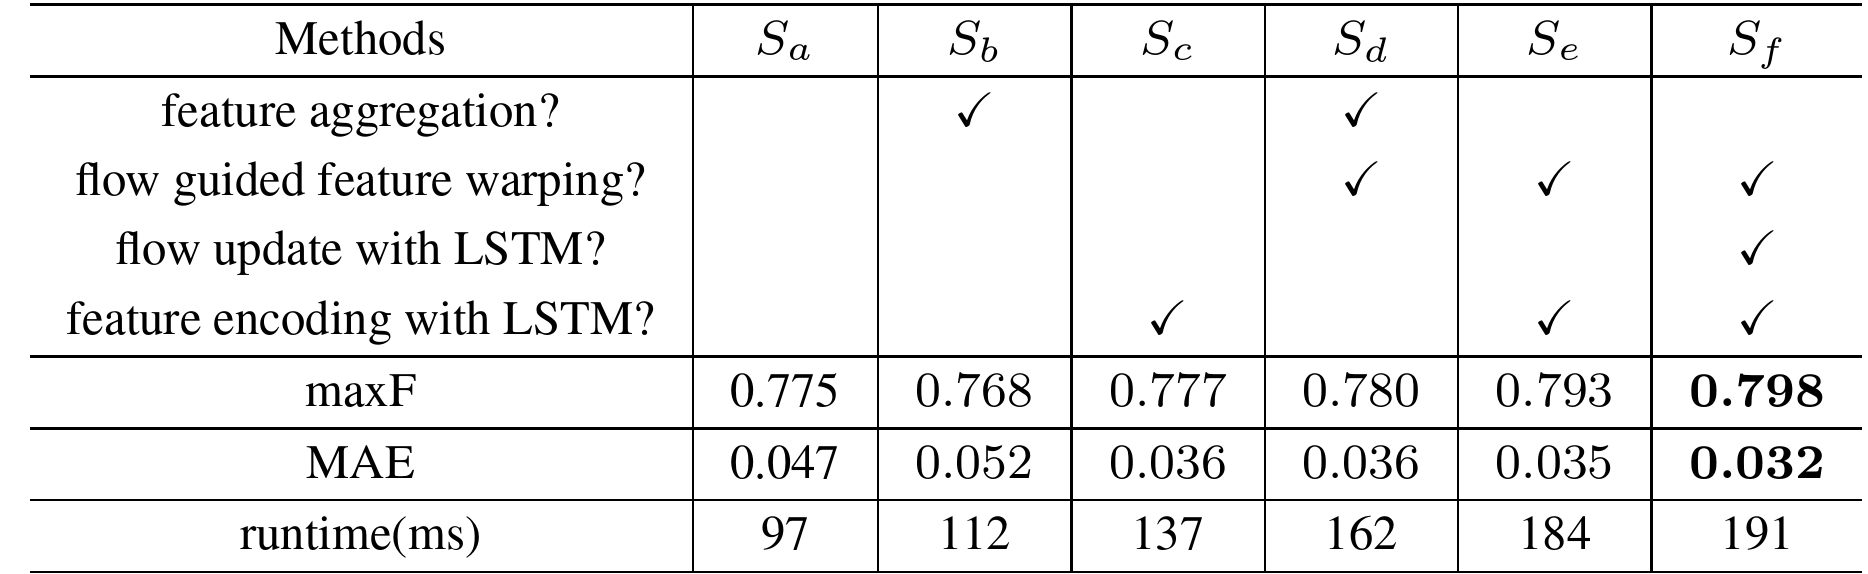 Methods S_a S_b S_c S_d S_e S_f
feature aggregation? ✓ ✓
flow guided feature warping? ✓ ✓ ✓
flow update with LSTM? ✓
feature encoding with LSTM? ✓ ✓ ✓
maxF 0.775 0.768 0.777 0.780 0.793 0.798
MAE 0.047 0.052 0.036 0.036 0.035 0.032
runtime(ms) 97 112 137 162 184 191